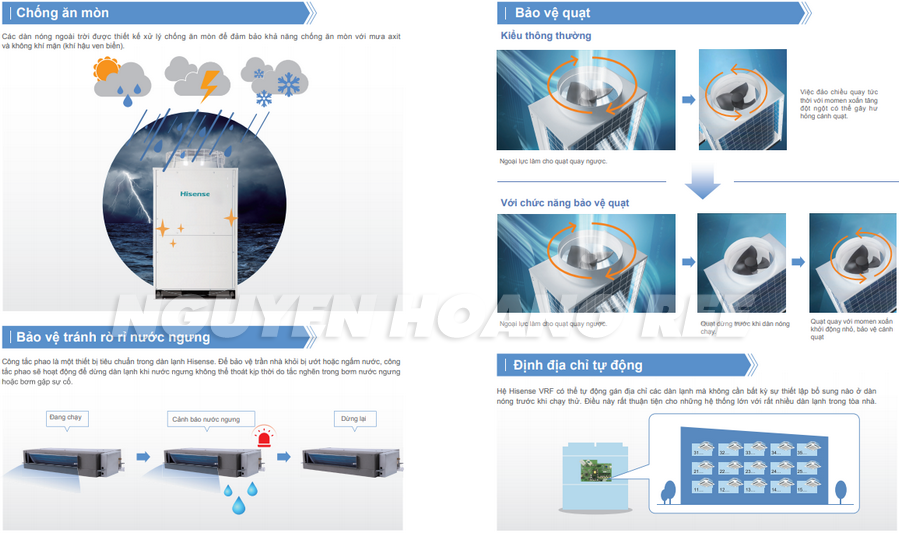 Chống ăn mòn
Các dàn nóng ngoài trời được thiết kế xử lý chống ăn mòn để đảm bảo khả năng chống ăn mòn với mưa axit
và không khí mặn (khí hậu ven biển).
Hisense
Bảo vệ tránh rò rỉ nước ngưng
Công tắc phao là một thiết bị tiêu chuẩn trong dàn lạnh Hisense. Để bảo vệ trần nhà khỏi bị ướt hoặc ngấm nước, công
tắc phao sẽ hoạt động để dừng dàn lạnh khi nước ngưng không thể thoát kịp thời do tắc nghẽn trong bơm nước ngưng
hoặc bơm gặp sự cố.
Đang chạy
Cảnh báo nước ngưng
Dừng lại
Bảo vệ quạt
Kiểu thông thường
Việc đảo chiều quay tức
thời với momen xoắn tăng
đột ngột có thể gây hư
hỏng cánh quạt.
Ngoại lực làm cho quạt quay ngược.
Với chức năng bảo vệ quạt
Ngoại lực làm cho quạt quay ngược.
Quạt dừng trước khi dàn nóng
chạy.
Quạt quay với momen xoắn
khởi động nhỏ, bảo vệ cánh
quạt
NGUYEN HOANG REE
Định địa chỉ tự động
Hệ Hisense VRF có thể tự động gán địa chỉ các dàn lạnh mà không cần bất kỳ sự thiết lập bổ sung nào ở dàn
nóng trước khi chạy thử. Điều này rất thuận tiện cho những hệ thống lớn với rất nhiều dàn lạnh trong tòa nhà.
31... 32... 33... 34... 35...
21... 22... 23... 24... 25...
11... 12... 13... 14... 15...